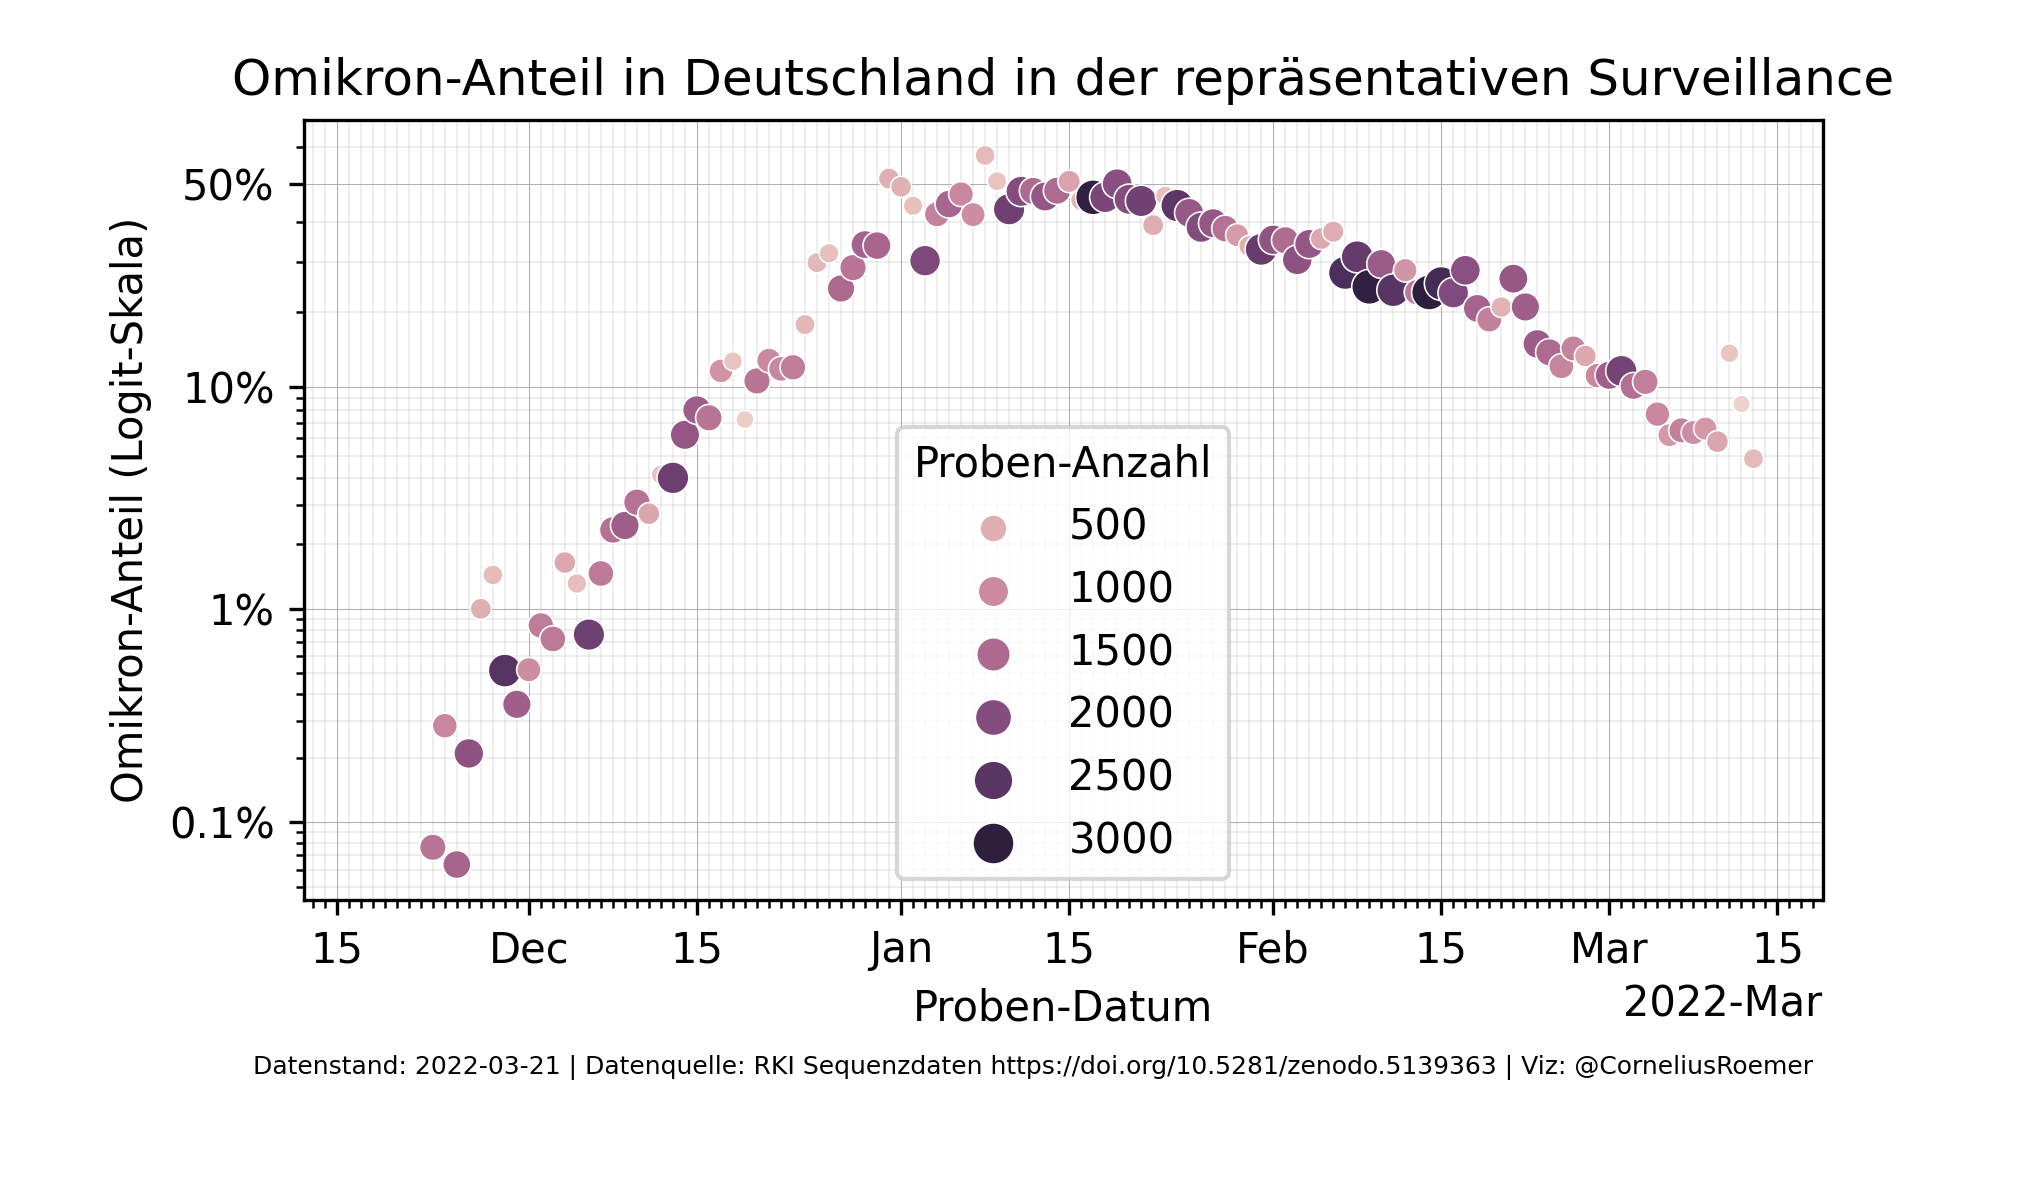 Omikron-Anteil in Deutschland in der repräsentativen Surveillance
Omikron-Anteil (Logit-Skala)
50%
10%
1%
0.1%
Proben-Anzahl
500
1000
1500
2000
2500
3000
15 Dec 15 Jan 15 Feb 15 Mar 15
Proben-Datum
2022-Mar
Datenstand: 2022-03-21 | Datenquelle: RKI Sequenzdaten https://doi.org/10.5281/zenodo.5139363 | Viz: @CorneliusRoemer